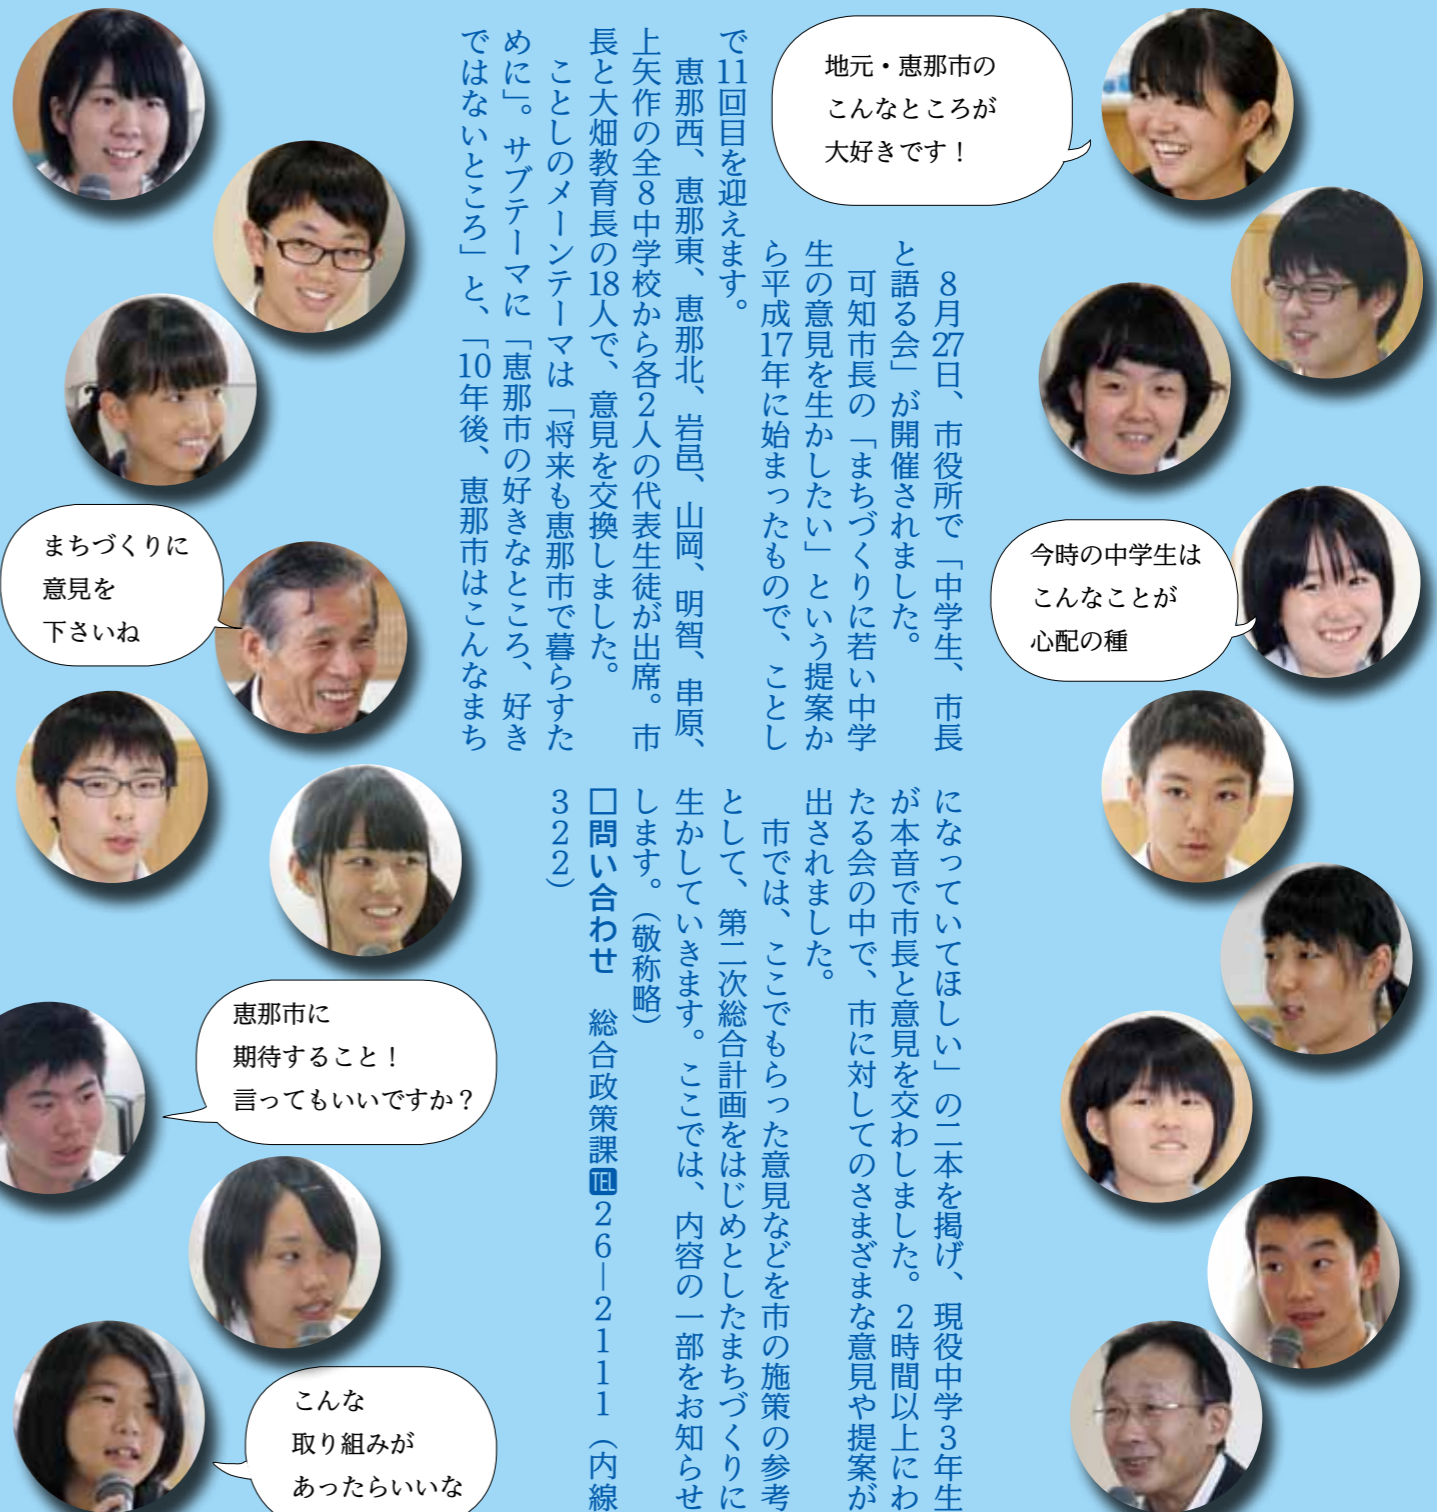 地元・恵那市の
こんなところが
大好きです！
　８月27日、市役所で「中学生、市長
と語る会」が開催されました。
　可知市長の「まちづくりに若い中学
生の意見を生かしたい」という提案か
ら平成17年に始まったもので、ことし
で11回目を迎えます。
　恵那西、恵那東、恵那北、岩邑、山岡、明智、串原、
上矢作の全８中学校から各２人の代表生徒が出席。市
長と大畑教育長の18人で、意見を交換しました。
　ことしのメーンテーマは「将来も恵那市で暮らすた
めに」。サブテーマに「恵那市の好きなところ、好き
ではないところ」と、「10年後、恵那市はこんなまち
になっていてほしい」の二本を掲げ、現役中学３年生
が本音で市長と意見を交わしました。２時間以上にわ
たる会の中で、市に対してのさまざまな意見や提案が
出されました。
　市では、ここでもらった意見などを市の施策の参考
として、第二次総合計画をはじめとしたまちづくりに
生かしていきます。ここでは、内容の一部をお知らせ
します。（敬称略）
□問い合わせ　総合政策課TEL２６―２１１１（内線
３２２）
今時の中学生は
こんなことが
心配の種
まちづくりに
意見を
下さいね
恵那市に
期待すること！
言ってもいいですか？
こんな
取り組みが
あったらいいな